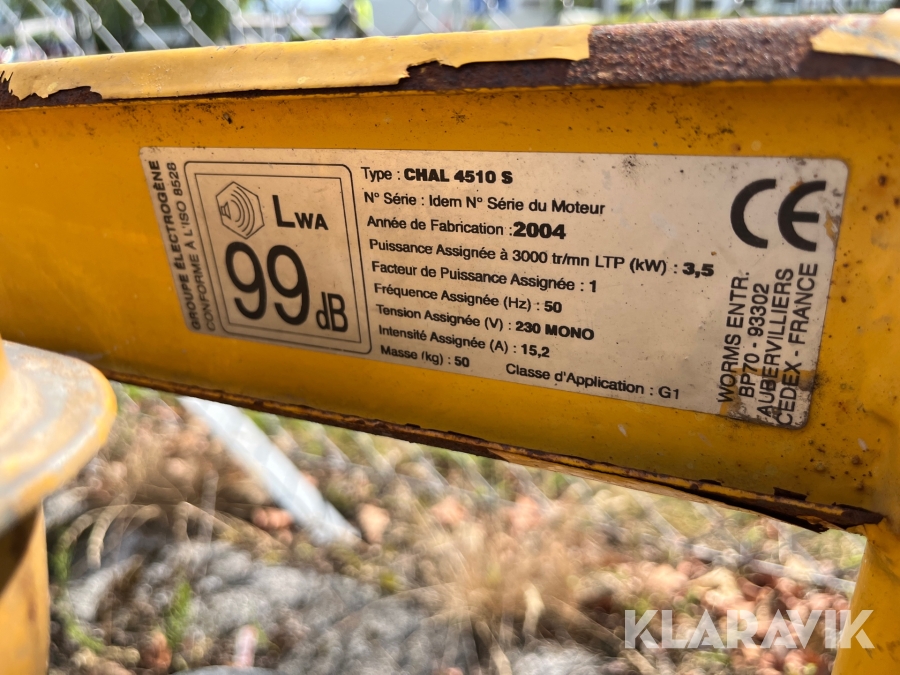 GROUPE ÉLECTROGÈNE
CONFORME À L'ISO 8528
LWA
99 dB
Type : CHAL 4510 S
N° Série : Idem N° Série du Moteur
Année de Fabrication : 2004
Puissance Assignée à 3000 tr/mn LTP (kW) : 3,5
Facteur de Puissance Assignée : 1
Fréquence Assignée (Hz) : 50
Tension Assignée (V) : 230 MONO
Intensité Assignée (A) : 15,2
Masse (kg) : 50
Classe d'Application : G1
CE
WORMS ENTR.
BP70 - 93302
AUBERVILLIERS
CEDEX - FRANCE
KLARAVIK